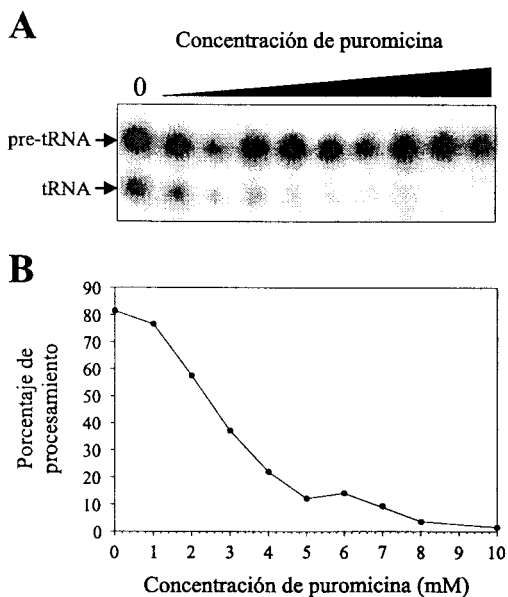 A
Concentración de puromicina
0
pre-tRNA
tRNA
B
90
80
70
60
50
40
30
20
10
0
Porcentaje de
procesamiento
0 1 2 3 4 5 6 7 8 9 10
Concentración de puromicina (mM)